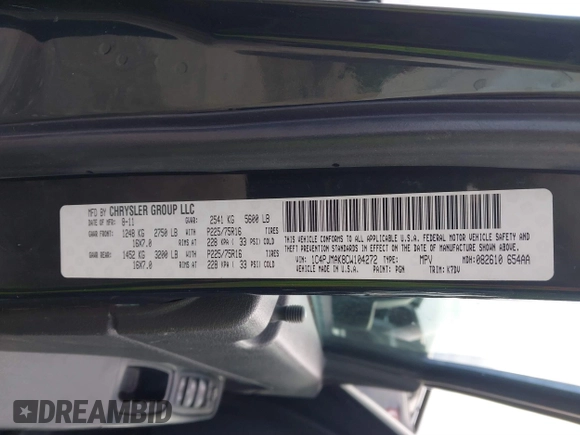 MFD BY CHRYSLER GROUP LLC
DATE OF MFR 8-11 GVWR: 2541 KG 5600 LB
GAWR FRONT: 1248 KG 2750 LB WITH P225/75R16 TIRES
16X7.0 RIMS AT 228 KPA ( 33 PSI) COLD
GAWR REAR: 1452 KG 3200 LB WITH P225/75R16 TIRES
16X7.0 RIMS AT 228 KPA ( 33 PSI) COLD
THIS VEHICLE CONFORMS TO ALL APPLICABLE U.S.A. FEDERAL MOTOR VEHICLE SAFETY AND
THEFT PREVENTION STANDARDS IN EFFECT ON THE DATE OF MANUFACTURE SHOWN ABOVE.
VIN: 1C4PJMAK8CW104272 TYPE: MPV MDH: 082610 654AA
VEHICLE MADE IN U.S.A. PAINT: PGN TRIM: K7DV
DREAMBID